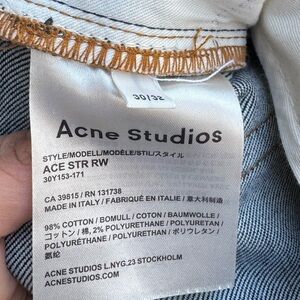 30/32
Acne Studios
STYLE/MODELL/MODÈLE/STIL/スタイル
ACE STR RW
30Y153-171
CA 39815 / RN 131738
MADE IN ITALY / FABRIQUÉ EN ITALIE / 意大利制
98% COTTON / BOMULL / COTON / BAUMWOLLE /
コットン / 棉, 2% POLYURETHANE / POLYURETAN /
POLYURÉTHANE / POLYURETHAN / ポリウレタン /
氨纶
ACNE STUDIOS L.NYG.23 STOCKHOLM
ACNESTUDIOS.COM